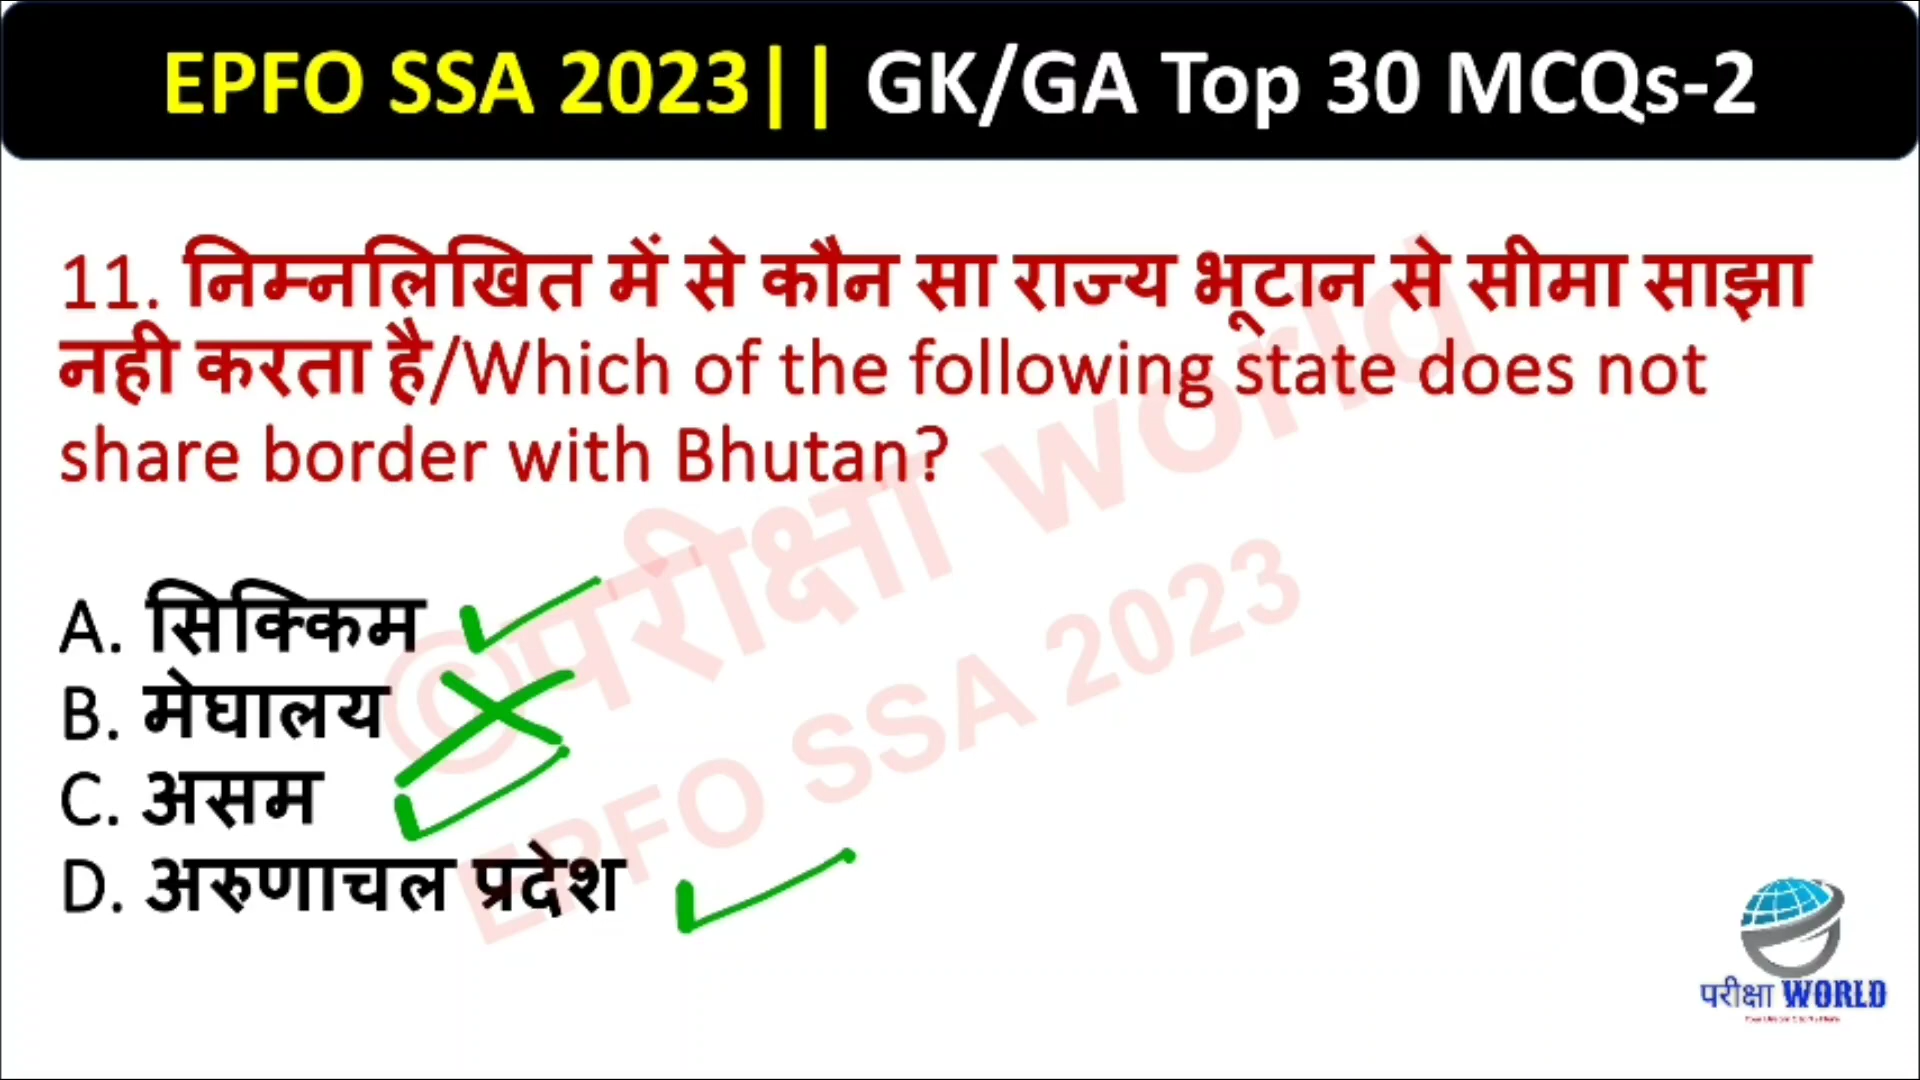 EPFO SSA 2023|| GK/GA Top 30 MCQs-2
11. निम्नलिखित में से कौन सा राज्य भूटान से सीमा साझा
नही करता है/Which of the following state does not
share border with Bhutan?
A. सिक्किम
B. मेघालय
C. असम
D. अरुणाचल प्रदेश
©परीक्षा world
EPFO SSA 2023
परीक्षा WORLD